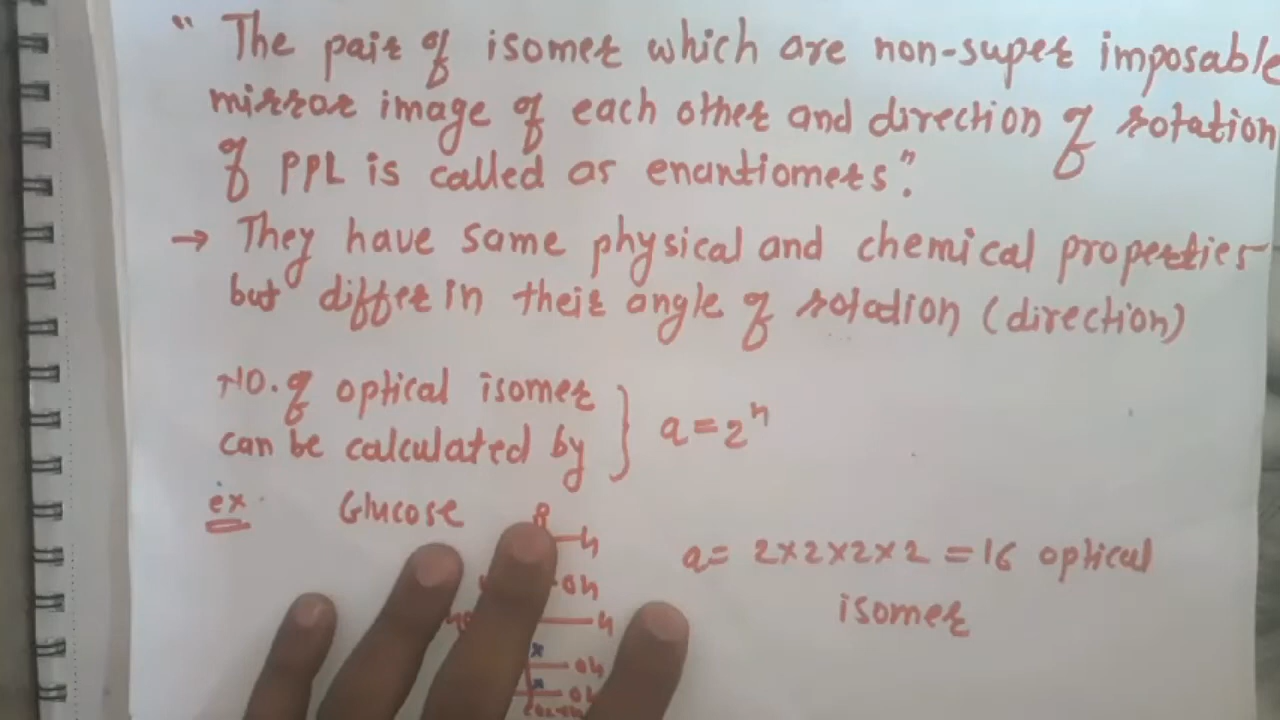 "The pair of isomer which are non-super imposable
mirror image of each other and direction of rotation
of PPL is called as enantiomers".
→ They have same physical and chemical properties
but differ in their angle of rotation (direction)
No. of optical isomer
can be calculated by } a = 2ⁿ
ex. Glucose
H
OH
H
OH
a = 2×2×2×2 = 16 optical
isomer